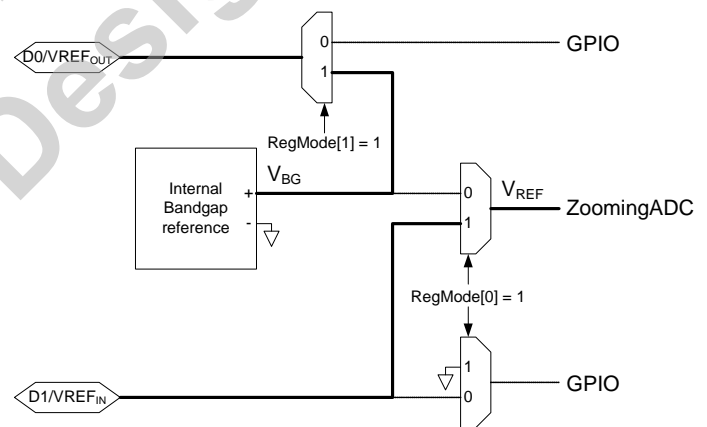 Desig
0
GPIO
D0/VREFOUT
1
RegMode[1] = 1
Internal
Bandgap
reference
+
-
VBG
0
VREF
1
ZoomingADC
RegMode[0] = 1
1
GPIO
0
D1/VREFIN